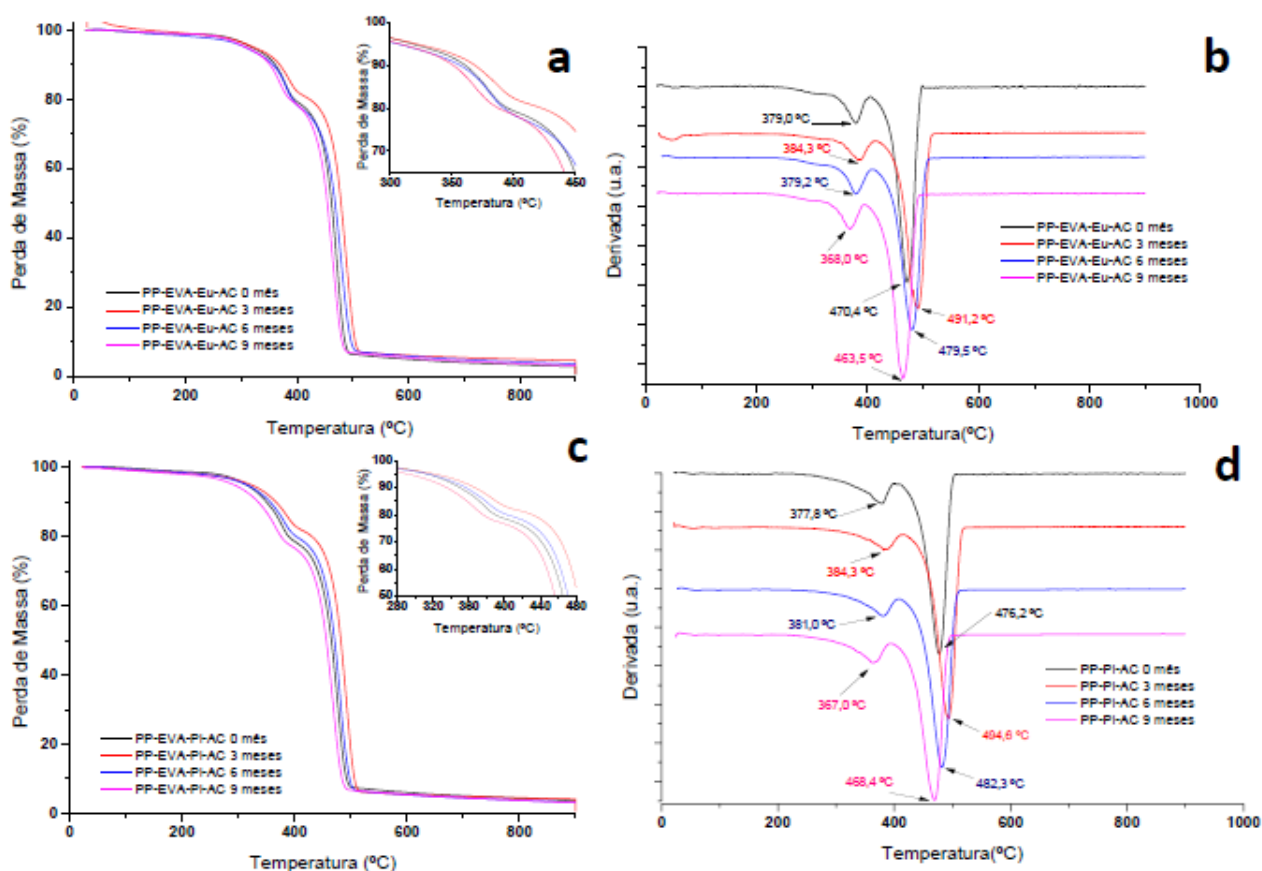 a
Perda de Massa (%)
100
80
60
40
20
0
0
200
400
600
800
Temperatura (ºC)
PP-EVA-Eu-AC 0 mês
PP-EVA-Eu-AC 3 meses
PP-EVA-Eu-AC 6 meses
PP-EVA-Eu-AC 9 meses
Perda de Massa (%)
100
90
80
70
300
350
400
450
Temperatura (ºC)
b
Derivada (u.a.)
379,0 ºC
384,3 ºC
379,2 ºC
368,0 ºC
470,4 ºC
491,2 ºC
479,5 ºC
463,5 ºC
PP-EVA-Eu-AC 0 mês
PP-EVA-Eu-AC 3 meses
PP-EVA-Eu-AC 6 meses
PP-EVA-Eu-AC 9 meses
0
200
400
600
800
1000
Temperatura(ºC)
c
Perda de Massa (%)
100
80
60
40
20
0
0
200
400
600
800
Temperatura (ºC)
PP-EVA-PI-AC 0 mês
PP-EVA-PI-AC 3 meses
PP-EVA-PI-AC 6 meses
PP-EVA-PI-AC 9 meses
Perda de Massa (%)
100
90
80
70
60
280
320
360
400
440
480
Temperatura (ºC)
d
Derivada (u.a.)
377,8 ºC
384,3 ºC
381,0 ºC
367,0 ºC
476,2 ºC
494,6 ºC
482,3 ºC
468,4 ºC
PP-PI-AC 0 mês
PP-PI-AC 3 meses
PP-PI-AC 6 meses
PP-PI-AC 9 meses
0
200
400
600
800
1000
Temperatura(ºC)